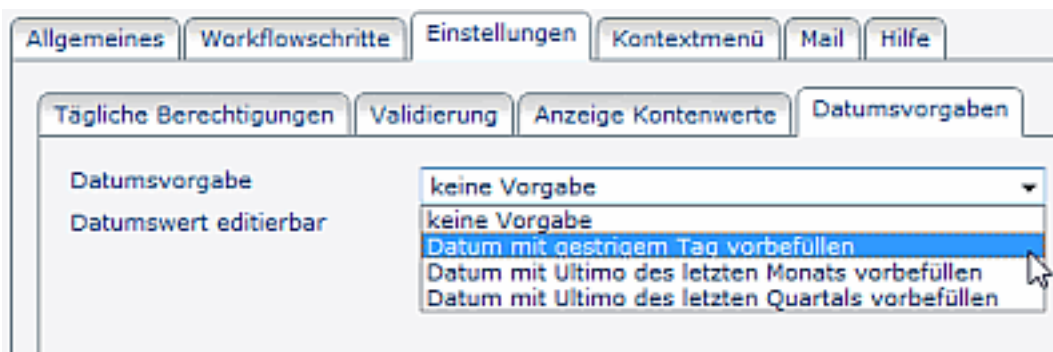 Allgemeines Workflowschritte Einstellungen Kontextmenü Mail Hilfe
Tägliche Berechtigungen Validierung Anzeige Kontenwerte Datumsvorgaben
Datumsvorgabe keine Vorgabe
Datumswert editierbar keine Vorgabe
Datum mit gestrigem Tag vorbefüllen
Datum mit Ultimo des letzten Monats vorbefüllen
Datum mit Ultimo des letzten Quartals vorbefüllen